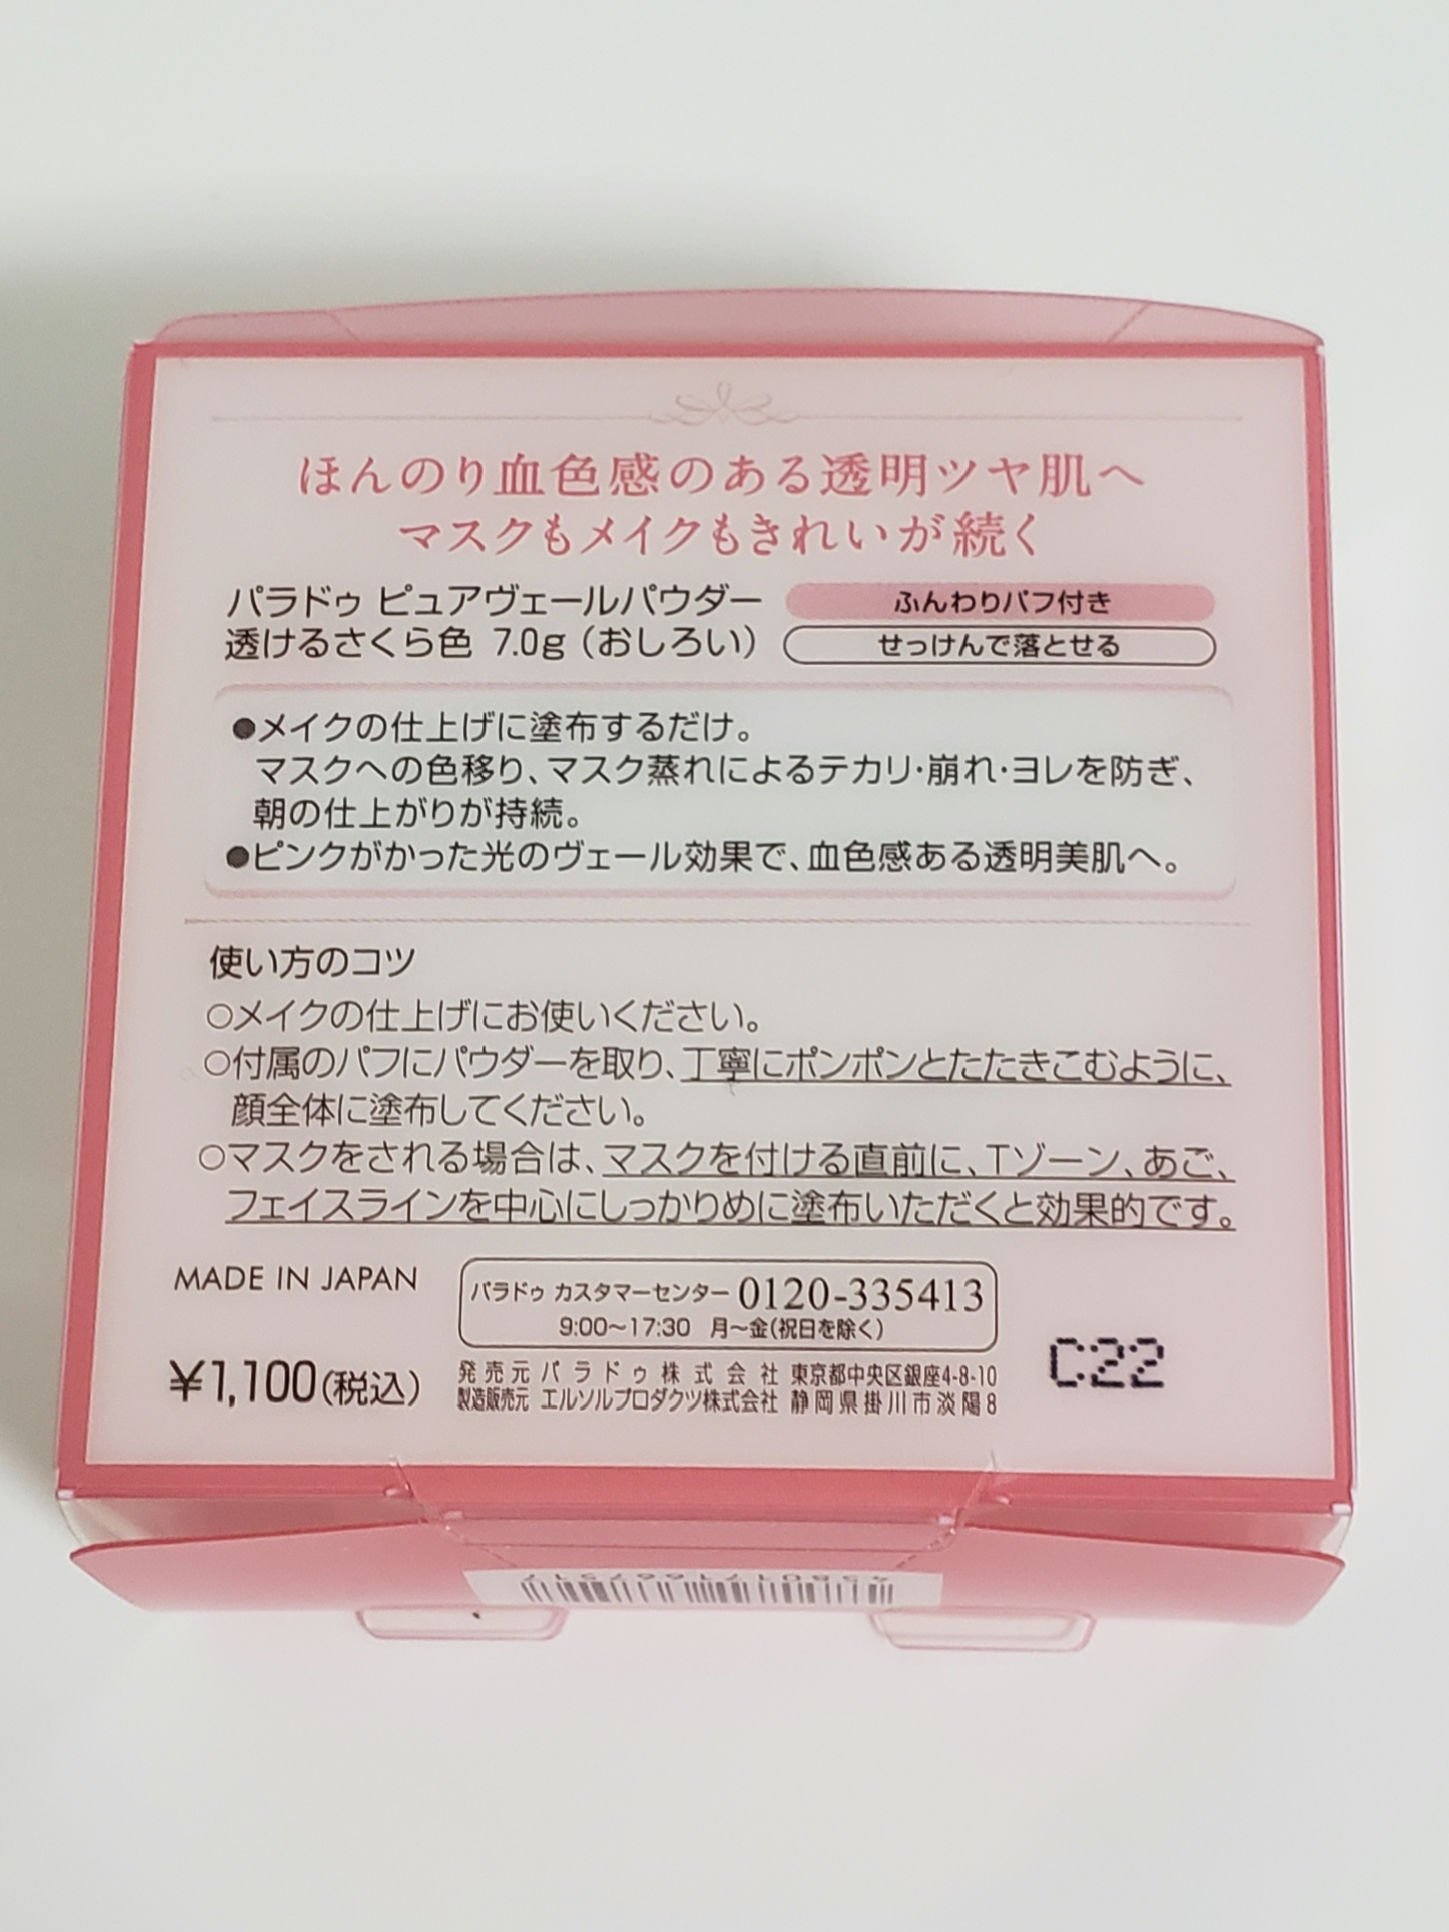 ほんのり血色感のある透明ツヤ肌へ
マスクもメイクもきれいが続く
パラドゥ ピュアヴェールパウダー
透けるさくら色 7.0g（おしろい）
ふんわりパフ付き
せっけんで落とせる
●メイクの仕上げに塗布するだけ。
マスクへの色移り、マスク蒸れによるテカリ・崩れ・ヨレを防ぎ、
朝の仕上がりが持続。
●ピンクがかった光のヴェール効果で、血色感ある透明美肌へ。
使い方のコツ
○メイクの仕上げにお使いください。
○付属のパフにパウダーを取り、丁寧にポンポンとたたきこむように、
顔全体に塗布してください。
○マスクをされる場合は、マスクを付ける直前に、Tゾーン、あご、
フェイスラインを中心にしっかりめに塗布いただくと効果的です。
MADE IN JAPAN
パラドゥ カスタマーセンター 0120-335413
9:00～17:30 月～金（祝日を除く）
¥1,100（税込）
発売元 パラドゥ株式会社 東京都中央区銀座4-8-10
製造販売元 エルソルプロダクツ株式会社 静岡県掛川市淡陽8
C22